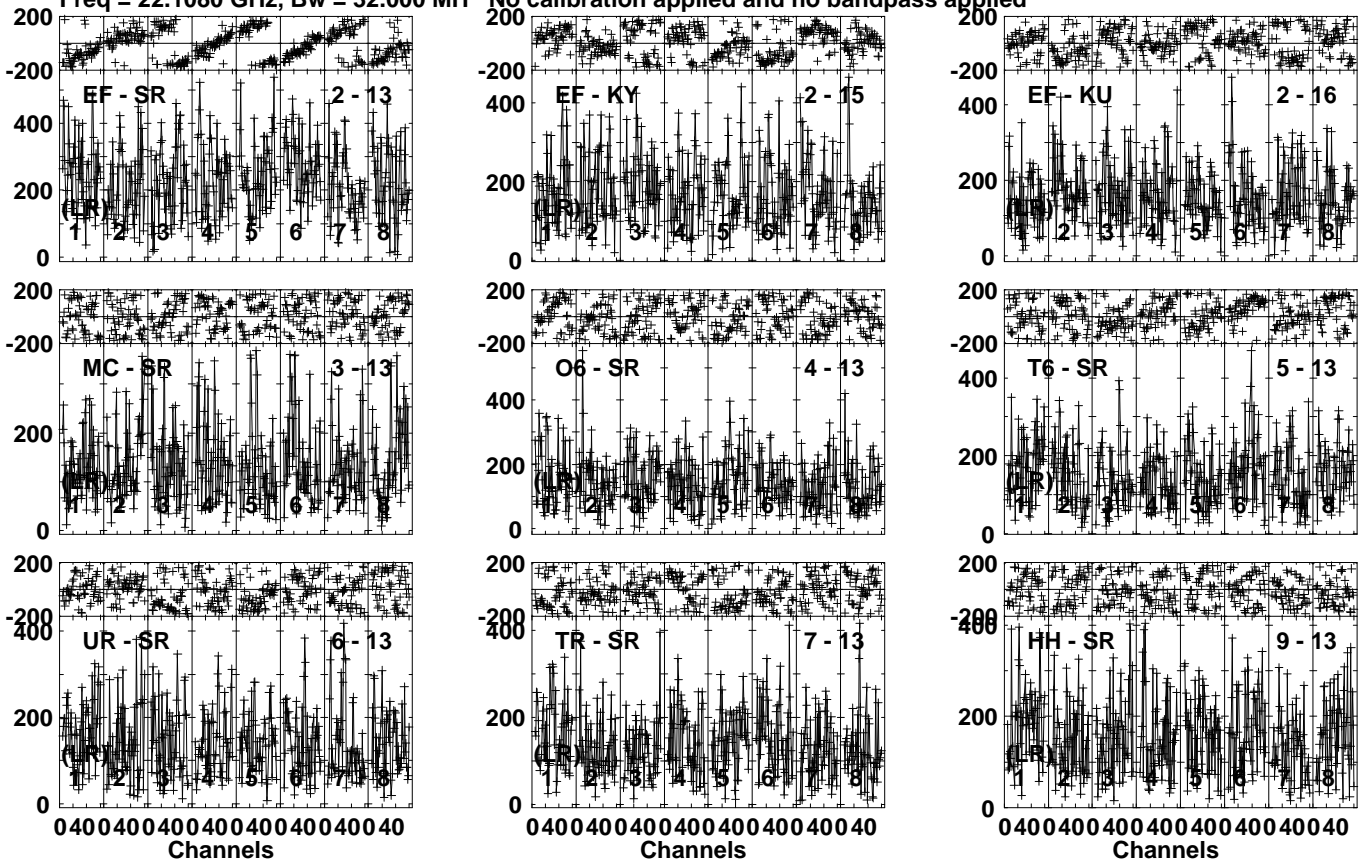 Freq = 22.1080 GHz, Bw = 32.000 MH No calibration applied and no bandpass applied
200 200 200
-200 -200 -200
EF - SR 2 - 13 EF - KY 2 - 15 EF - KU 2 - 16
400 400 400
200 200 200
(LR) (LR) (LR)
1 2 3 4 5 6 7 8 1 2 3 4 5 6 7 8 1 2 3 4 5 6 7 8
0 0 0
200 200 200
-200 -200 -200
MC - SR 3 - 13 O6 - SR 4 - 13 T6 - SR 5 - 13
400 400
200 200 200
(LR) (LR) (LR)
1 2 3 4 5 6 7 8 1 2 3 4 5 6 7 8 1 2 3 4 5 6 7 8
0 0 0
200 200 200
-200 -200 -200
400 400 400
UR - SR 6 - 13 TR - SR 7 - 13 HH - SR 9 - 13
200 200 200
(LR) (LR) (LR)
1 2 3 4 5 6 7 8 1 2 3 4 5 6 7 8 1 2 3 4 5 6 7 8
0 0 0
0 40 0 40 0 40 0 40 0 40 0 40 0 40 0 40 0 40 0 40 0 40 0 40 0 40 0 40 0 40 0 40 0 40 0 40 0 40 0 40 0 40 0 40 0 40 0 40
Channels Channels Channels